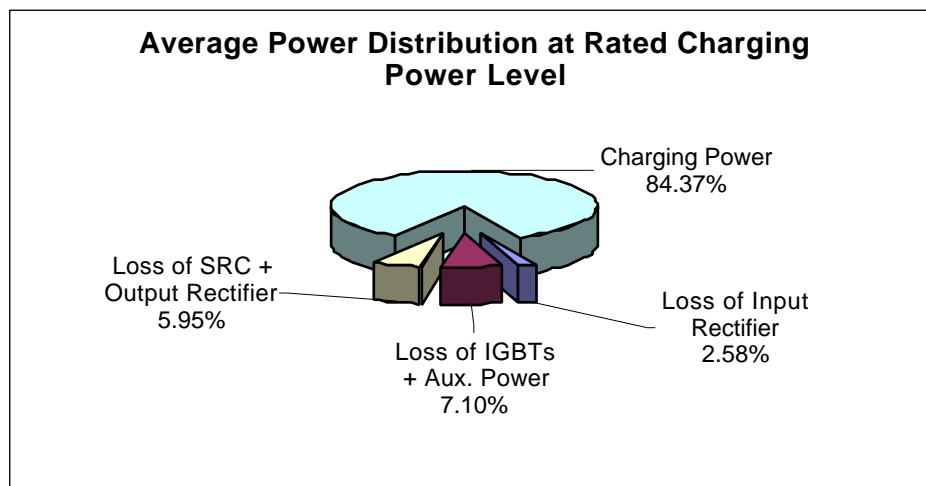 Average Power Distribution at Rated Charging
Power Level
Charging Power
84.37%
Loss of SRC +
Output Rectifier
5.95%
Loss of IGBTs
+ Aux. Power
7.10%
Loss of Input
Rectifier
2.58%